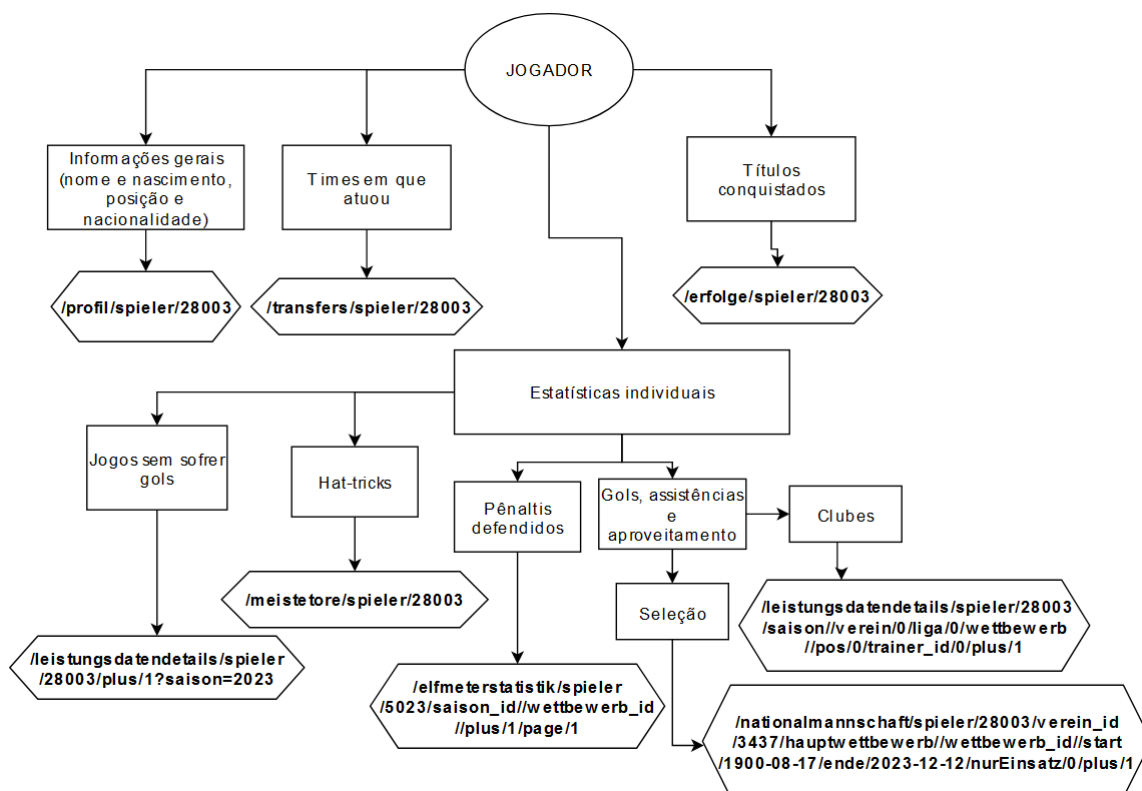 JOGADOR
Informações gerais
(nome e nascimento,
posição e
nacionalidade)
Times em que
atuou
Títulos
conquistados
/profil/spieler/28003
/transfers/spieler/28003
/erfolge/spieler/28003
Estatísticas individuais
Jogos sem sofrer
gols
Hat-tricks
Pênaltis
defendidos
Gols, assistências
e
aproveitamento
Clubes
/meistetore/spieler/28003
Seleção
/leistungsdatendetails/spieler/28003
/saison//verein/0/liga/0/wettbewerb
//pos/0/trainer_id/0/plus/1
/leistungsdatendetails/spieler
/28003/plus/1?saison=2023
/elfmeterstatistik/spieler
/5023/saison_id//wettbewerb_id
//plus/1/page/1
/nationalmannschaft/spieler/28003/verein_id
/3437/hauptwettbewerb//wettbewerb_id//start
/1900-08-17/ende/2023-12-12/nurEinsatz/0/plus/1